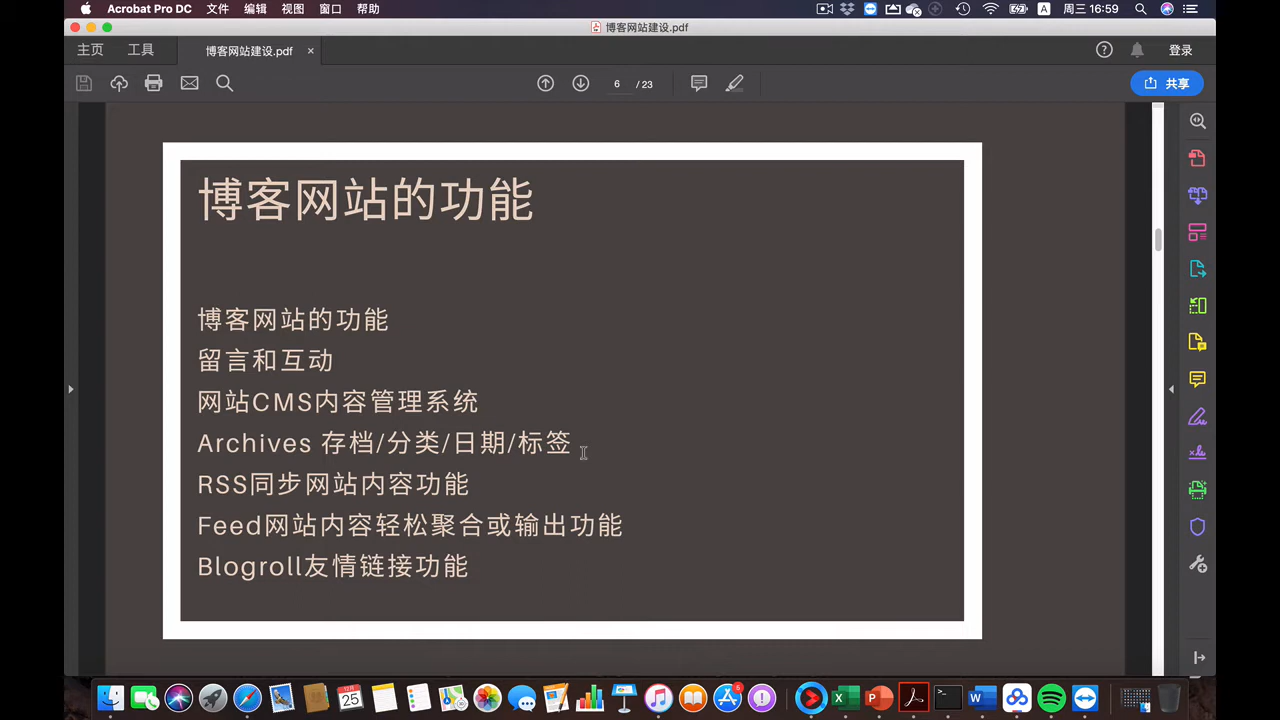 Acrobat Pro DC 文件 编辑 视图 窗口 帮助 周三 16:59
博客网站建设.pdf
主页 工具 博客网站建设.pdf × 登录
6 / 23 共享
博客网站的功能
博客网站的功能
留言和互动
网站CMS内容管理系统
Archives 存档/分类/日期/标签
RSS同步网站内容功能
Feed网站内容轻松聚合或输出功能
Blogroll友情链接功能